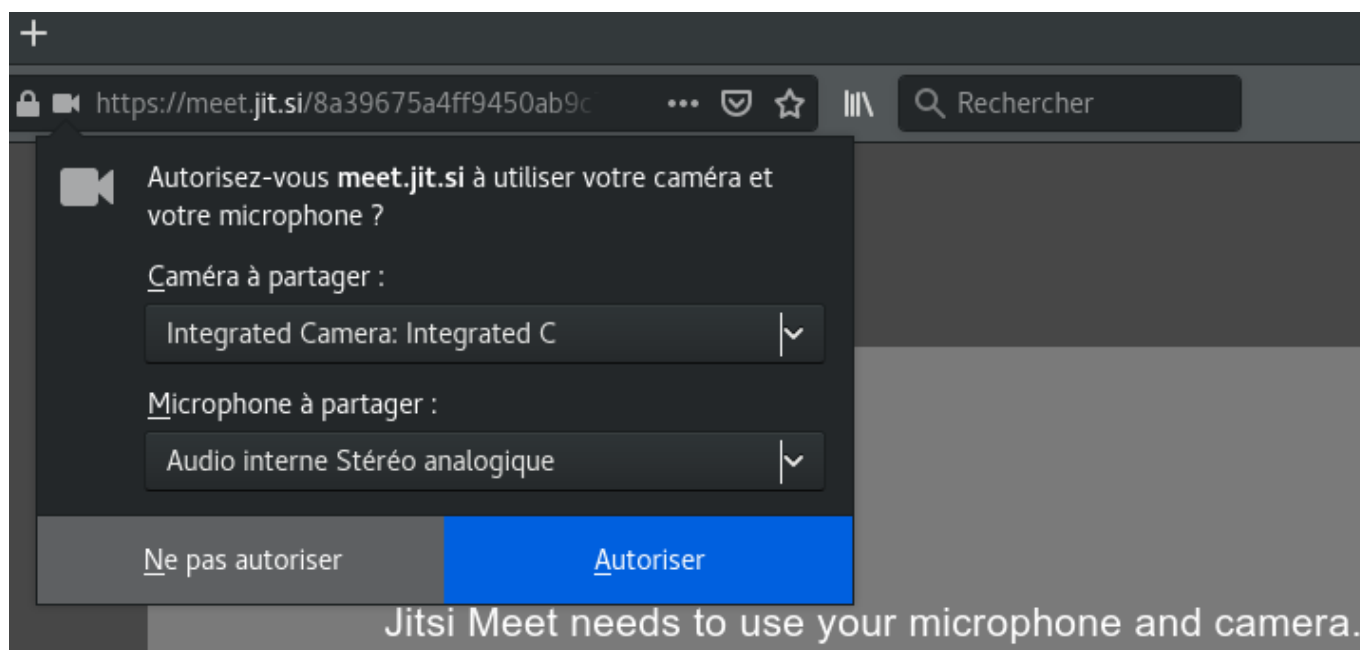 https://meet.jit.si/8a39675a4ff9450ab9c
Rechercher
Autorisez-vous meet.jit.si à utiliser votre caméra et
votre microphone ?
Caméra à partager :
Integrated Camera: Integrated C
Microphone à partager :
Audio interne Stéréo analogique
Ne pas autoriser
Autoriser
Jitsi Meet needs to use your microphone and camera.